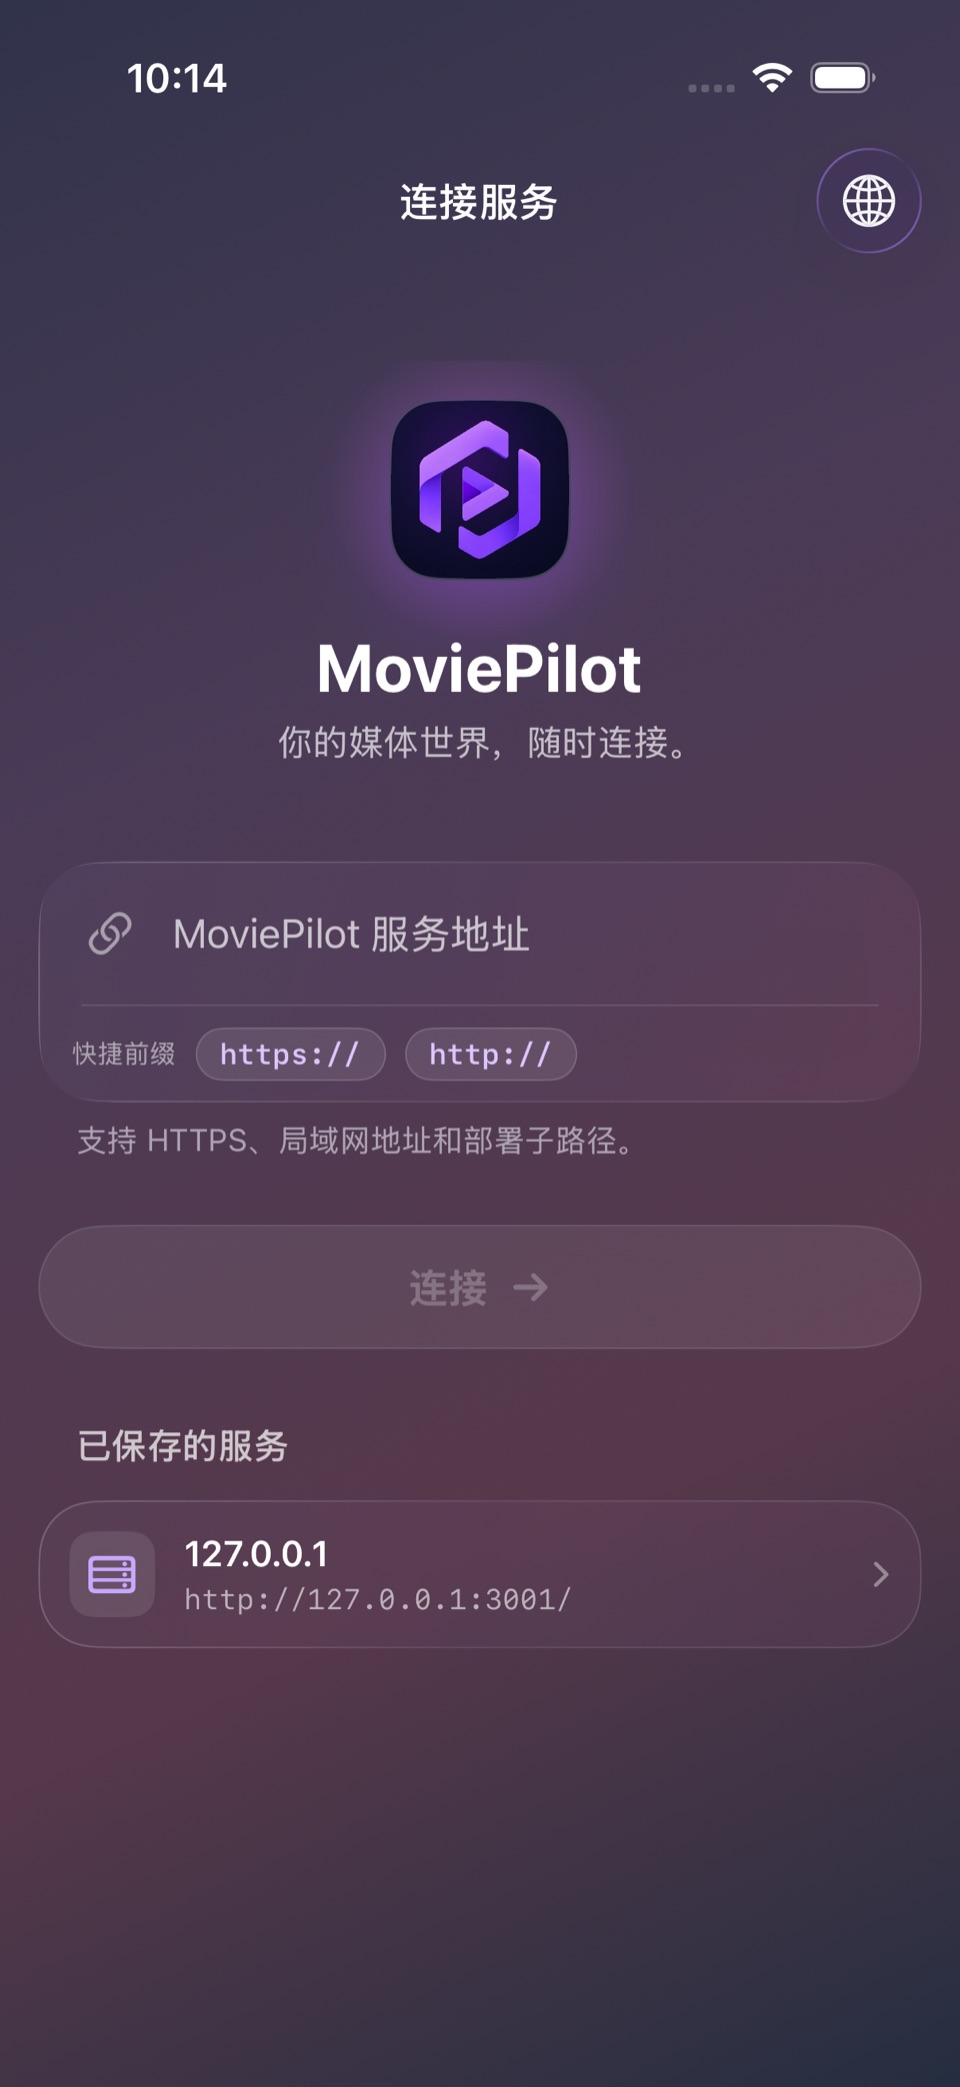 10:14
连接服务
MoviePilot
你的媒体世界，随时连接。
MoviePilot 服务地址
快捷前缀 https:// http://
支持 HTTPS、局域网地址和部署子路径。
连接 →
已保存的服务
127.0.0.1
http://127.0.0.1:3001/